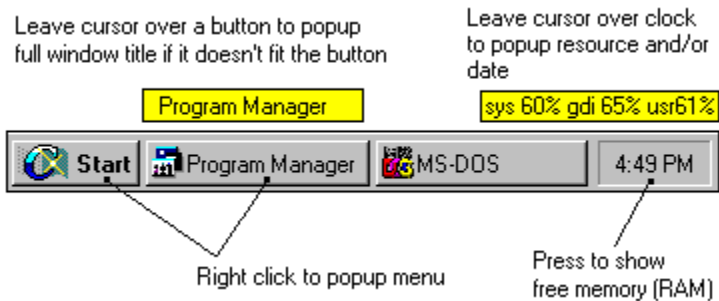 Leave cursor over a button to popup
full window title if it doesn't fit the button
Leave cursor over clock
to popup resource and/or
date
Program Manager
sys 60% gdi 65% usr61%
Start
Program Manager
MS-DOS
4:49 PM
Right click to popup menu
Press to show
free memory (RAM)